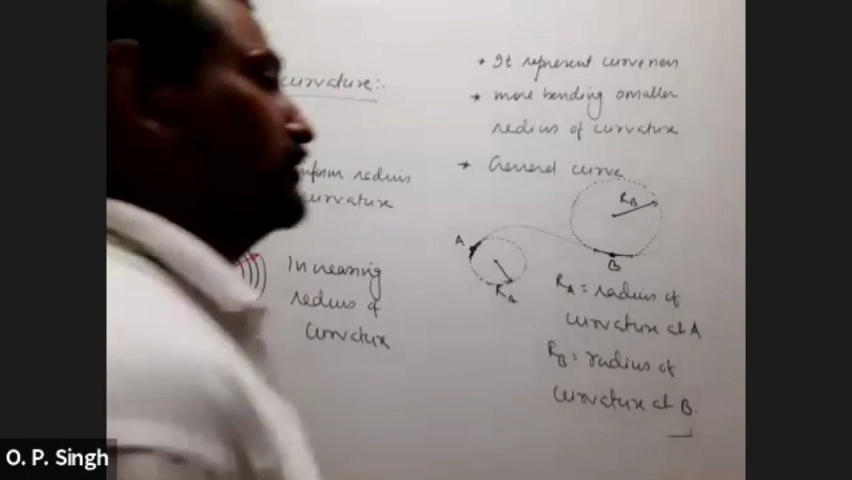 curvature:-
nform radius
curvature
Increasing
radius of
curvature
* It represent curveness
* more bending smaller
radius of curvature
* General curve
RB
A
RA
B
RA = radius of
curvature at A
RB = radius of
curvature at B.
O. P. Singh